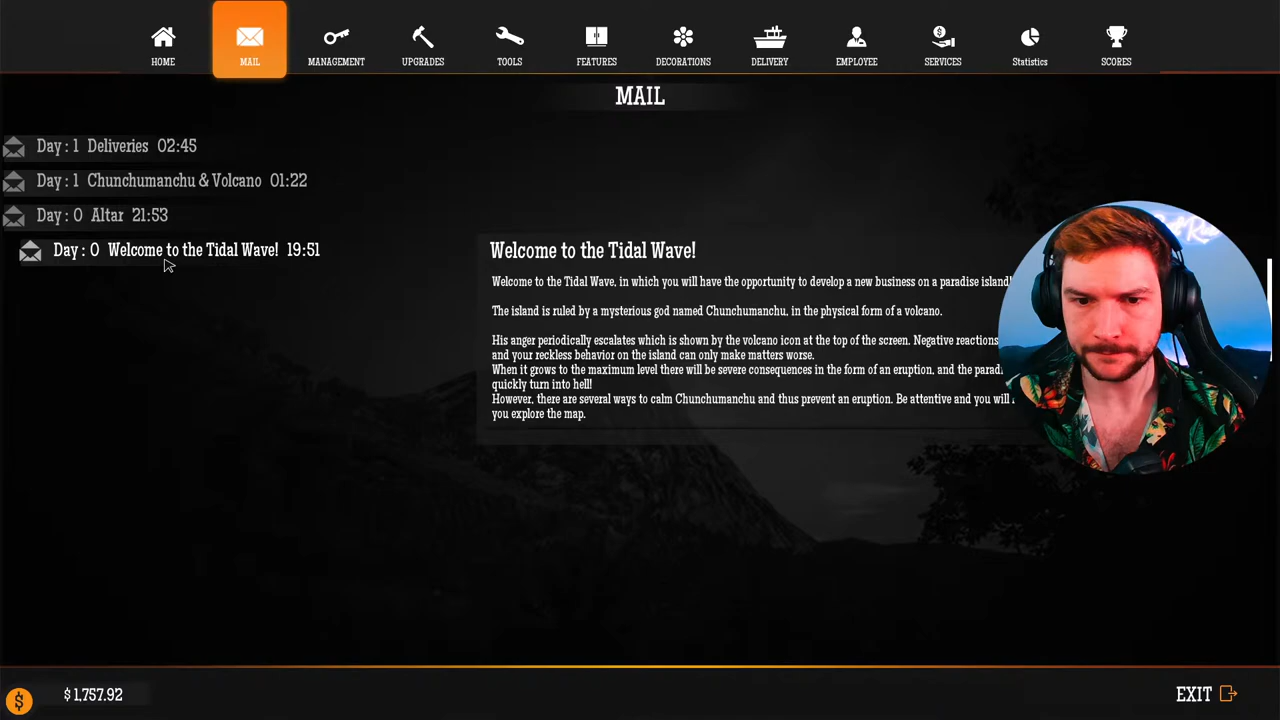 HOME
MAIL
MANAGEMENT
UPGRADES
TOOLS
FEATURES
DECORATIONS
DELIVERY
EMPLOYEE
SERVICES
Statistics
SCORES
MAIL
Day : 1 Deliveries 02:45
Day : 1 Chunchumanchu & Volcano 01:22
Day : 0 Altar 21:53
Day : 0 Welcome to the Tidal Wave! 19:51
Welcome to the Tidal Wave!
Welcome to the Tidal Wave, in which you will have the opportunity to develop a new business on a paradise island!
The island is ruled by a mysterious god named Chunchumanchu, in the physical form of a volcano.
His anger periodically escalates which is shown by the volcano icon at the top of the screen. Negative reactions
and your reckless behavior on the island can only make matters worse.
When it grows to the maximum level there will be severe consequences in the form of an eruption, and the
quickly turn into hell!
However, there are several ways to calm Chunchumanchu and thus prevent an eruption. Be attentive and you will
you explore the map.
$ 1,757.92
EXIT